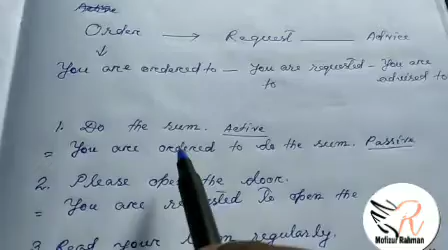 Active
Order → Request — Advice
↓
You are ordered to — You are requested to — You are advised to
1. Do the sum. Active
= You are ordered to do the sum. Passive
2. Please open the door.
= You are requested to open the
3. Read your regularly.
SR
Mofizur Rahman